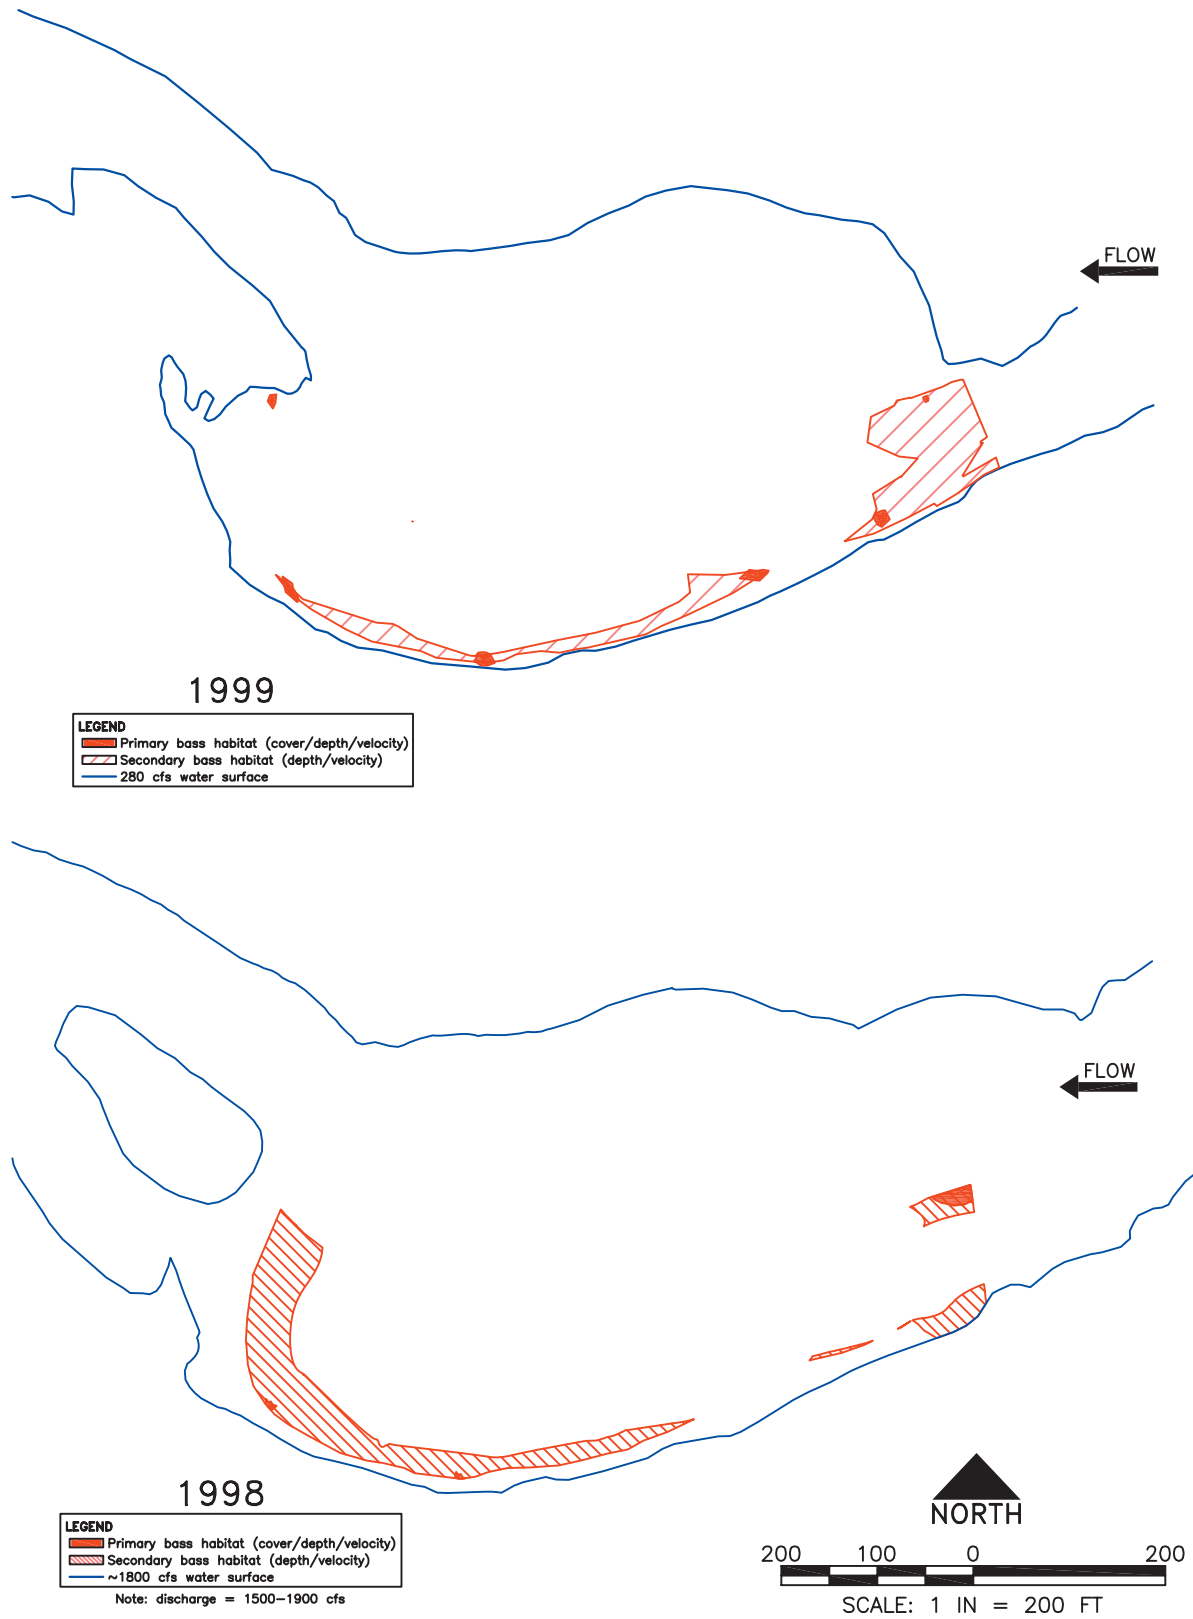 FLOW
1999
LEGEND
Primary bass habitat (cover/depth/velocity)
Secondary bass habitat (depth/velocity)
280 cfs water surface
FLOW
1998
LEGEND
Primary bass habitat (cover/depth/velocity)
Secondary bass habitat (depth/velocity)
~1800 cfs water surface
Note: discharge = 1500-1900 cfs
NORTH
200 100 0 200
SCALE: 1 IN = 200 FT